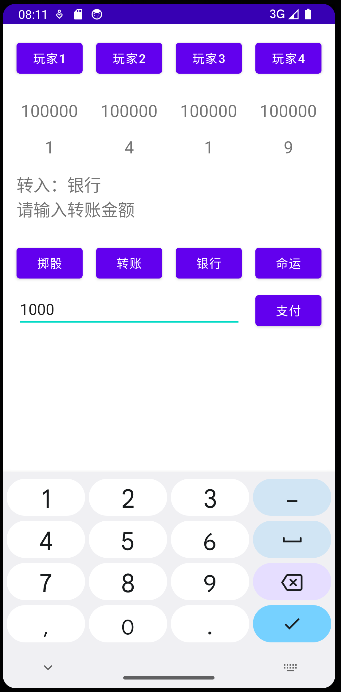 08:11 3G
玩家1 玩家2 玩家3 玩家4
100000 100000 100000 100000
1 4 1 9
转入：银行
请输入转账金额
掷骰 转账 银行 命运
1000 支付
1 2 3 –
4 5 6
7 8 9
, 0 .